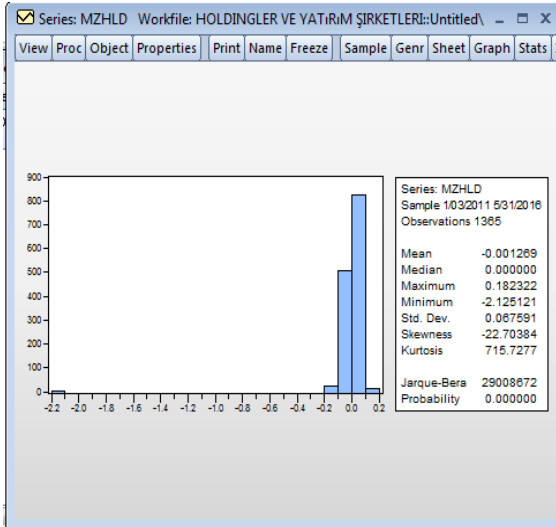 Series: MZHLD Workfile: HOLDINGLER VE YATıRıM ŞIRKETLERI::Untitled\
View Proc Object Properties Print Name Freeze Sample Genr Sheet Graph Stats
900
800
700
600
500
400
300
200
100
0
-2.2 -2.0 -1.8 -1.6 -1.4 -1.2 -1.0 -0.8 -0.6 -0.4 -0.2 0.0 0.2
Series: MZHLD
Sample 1/03/2011 5/31/2016
Observations 1365
Mean -0.001269
Median 0.000000
Maximum 0.182322
Minimum -2.125121
Std. Dev. 0.067591
Skewness -22.70384
Kurtosis 715.7277
Jarque-Bera 29008672
Probability 0.000000